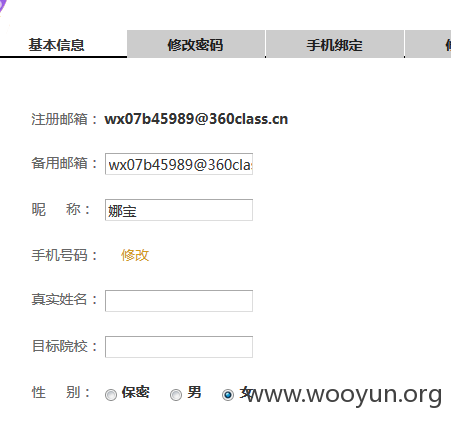 基本信息 修改密码 手机绑定
注册邮箱： wx07b45989@360class.cn
备用邮箱： wx07b45989@360clas
昵 称： 娜宝
手机号码： 修改
真实姓名：
目标院校：
性 别： 保密 男 女
www.wooyun.org